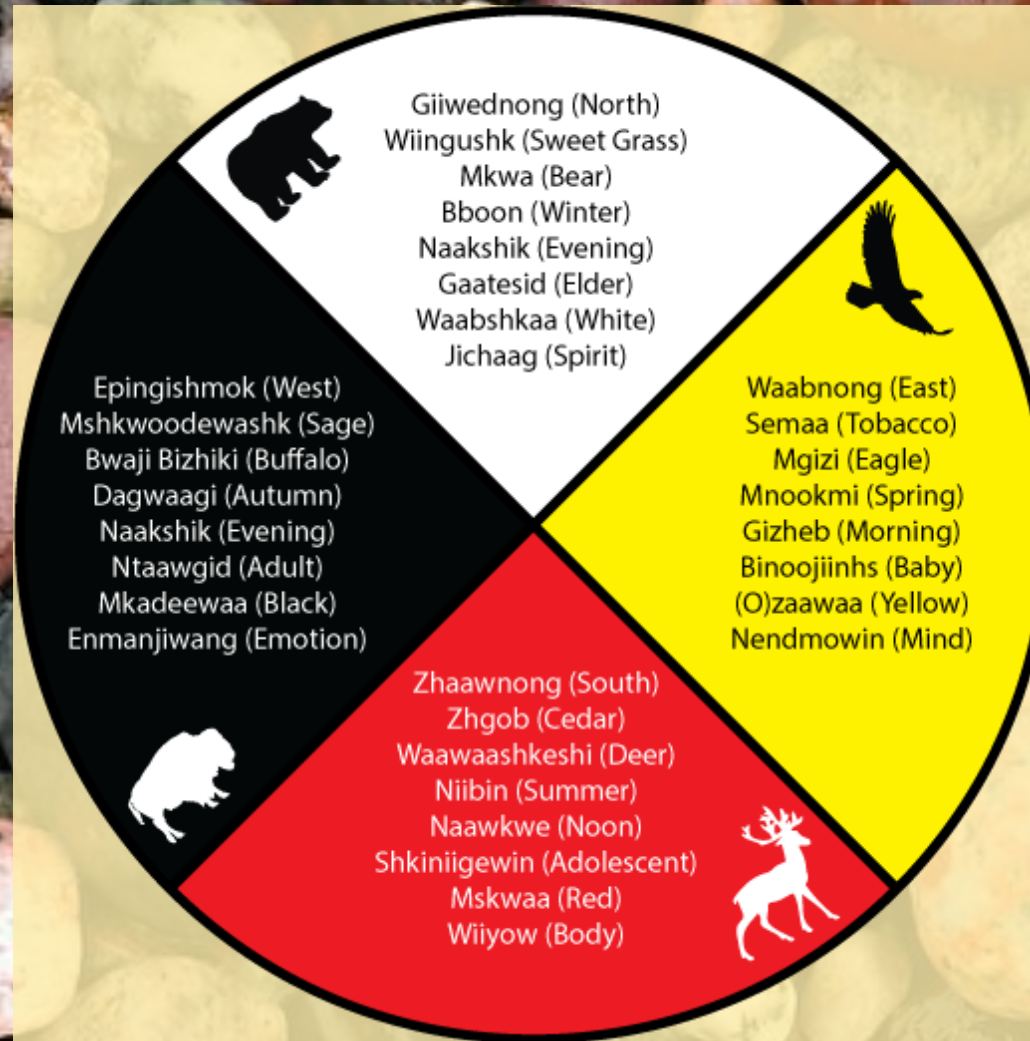 Giiwednong (North)
Wiingushk (Sweet Grass)
Mkwa (Bear)
Bboon (Winter)
Naakshik (Evening)
Gaatesid (Elder)
Waabshkaa (White)
Jichaag (Spirit)
Waabnong (East)
Semaa (Tobacco)
Mgizi (Eagle)
Mnookmi (Spring)
Gizheb (Morning)
Binoojiinhs (Baby)
(O)zaawaa (Yellow)
Nendmowin (Mind)
Zhaawnong (South)
Zhgob (Cedar)
Waawaashkeshi (Deer)
Niibin (Summer)
Naawkwe (Noon)
Shkiniigewin (Adolescent)
Mskwaa (Red)
Wiiyow (Body)
Epingishmok (West)
Mshkwoodewashk (Sage)
Bwaji Bizhiki (Buffalo)
Dagwaagi (Autumn)
Naakshik (Evening)
Ntaawgid (Adult)
Mkadeewaa (Black)
Enmanjiwang (Emotion)